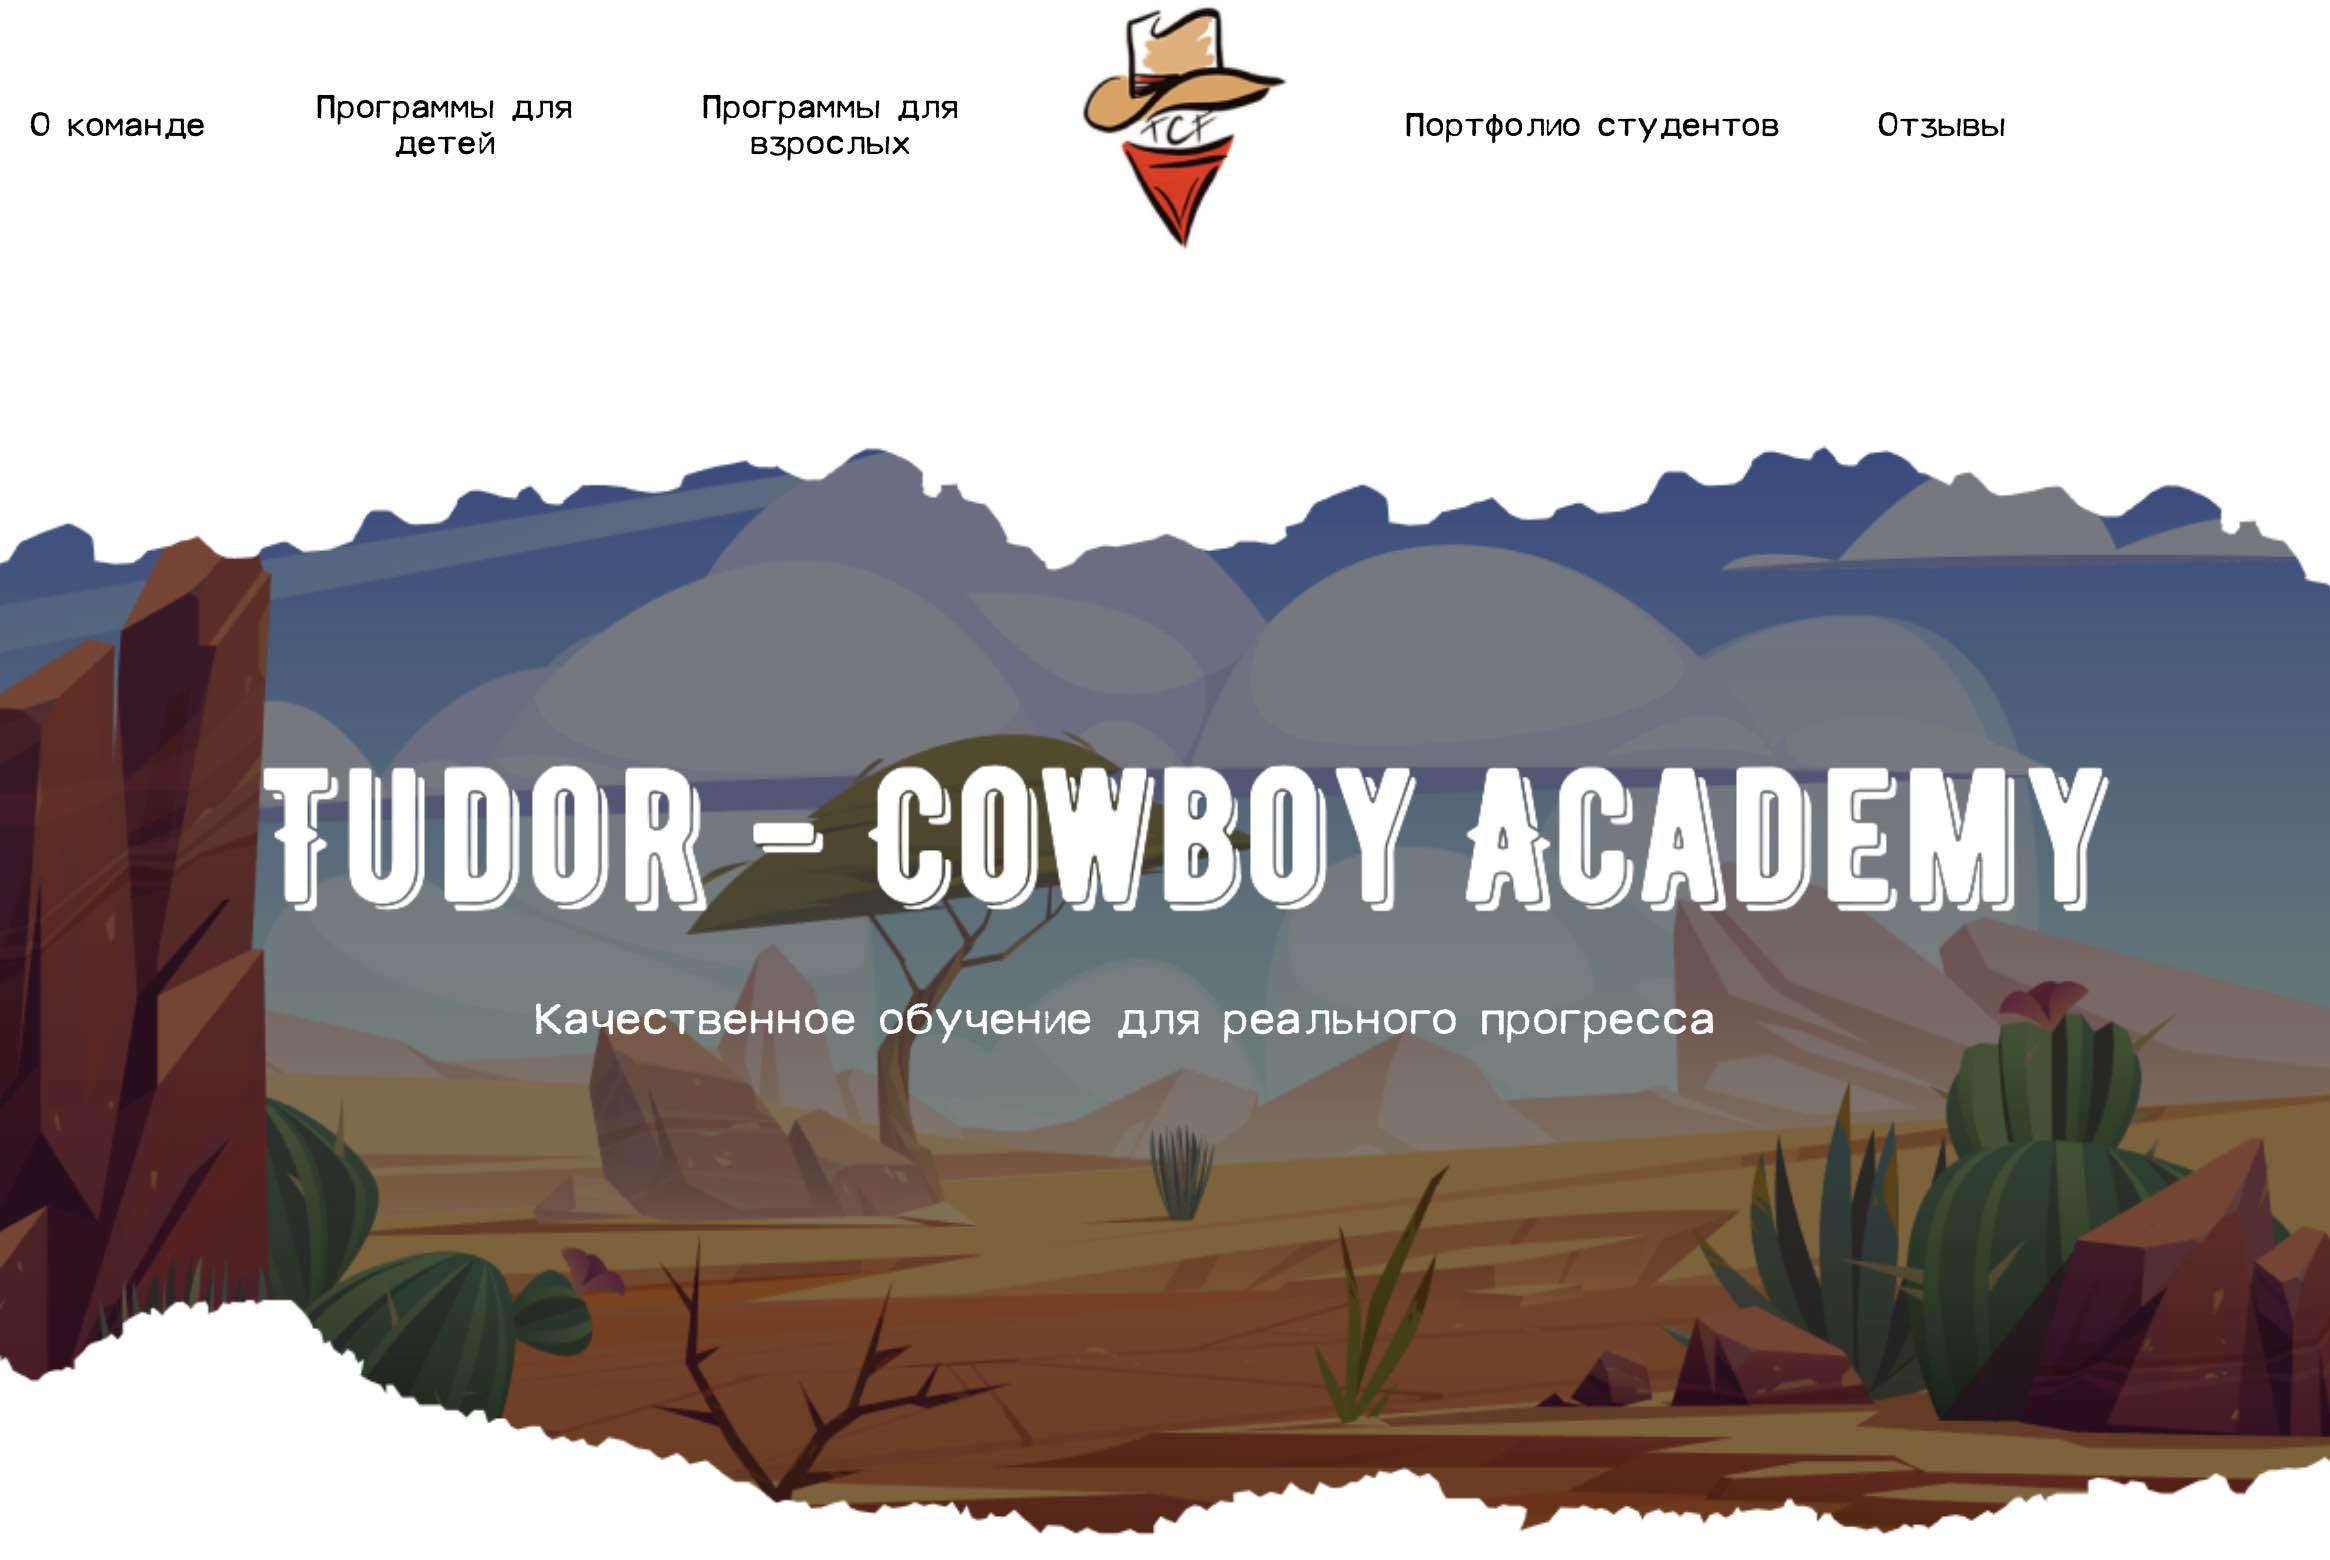 О команде
Программы для
детей
Программы для
взрослых
TCF
Портфолио студентов
Отзывы
TUDOR - COWBOY ACADEMY
Качественное обучение для реального прогресса